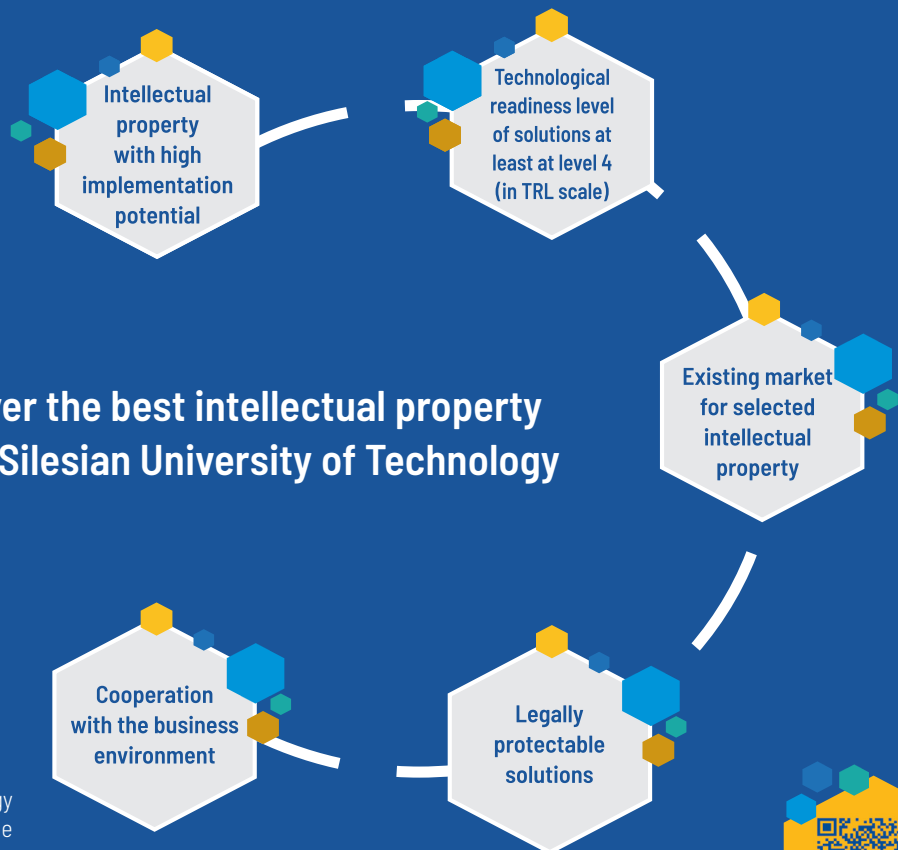 Intellectual
property
with high
implementation
potential
Technological
readiness level
of solutions at
least at level 4
(in TRL scale)
Existing market
for selected
intellectual
property
the best intellectual property
Silesian University of Technology
Cooperation
with the business
environment
Legally
protectable
solutions